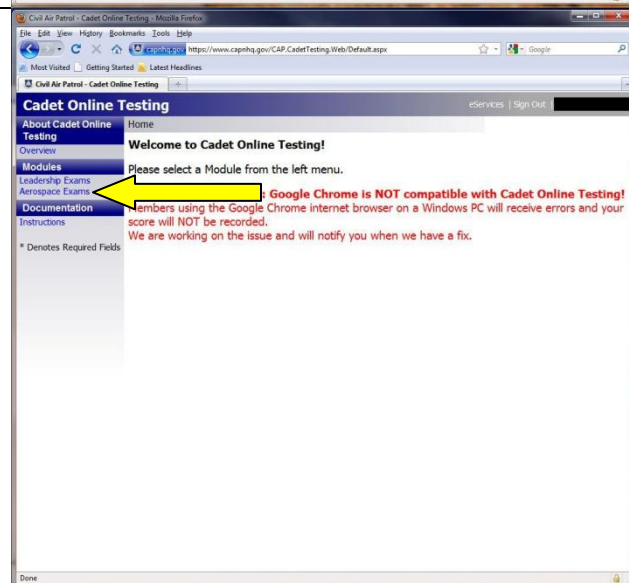 Civil Air Patrol - Cadet Online Testing - Mozilla Firefox
File Edit View History Bookmarks Tools Help
capnhq.gov https://www.capnhq.gov/CAP.CadetTesting.Web/Default.aspx
Google
Most Visited Getting Started Latest Headlines
Civil Air Patrol - Cadet Online Testing
Cadet Online Testing
eServices | Sign Out |
About Cadet Online Testing
Overview
Modules
Leadership Exams
Aerospace Exams
Documentation
Instructions
* Denotes Required Fields
Home
Welcome to Cadet Online Testing!
Please select a Module from the left menu.
: Google Chrome is NOT compatible with Cadet Online Testing!
Members using the Google Chrome internet browser on a Windows PC will receive errors and your
score will NOT be recorded.
We are working on the issue and will notify you when we have a fix.
Done